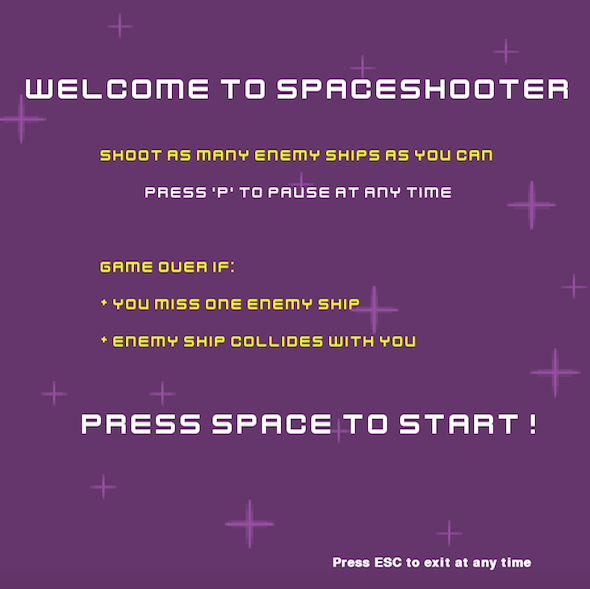 WELCOME TO SPACESHOOTER
SHOOT AS MANY ENEMY SHIPS AS YOU CAN
PRESS 'P' TO PAUSE AT ANY TIME
GAME OVER IF:
* YOU MISS ONE ENEMY SHIP
* ENEMY SHIP COLLIDES WITH YOU
PRESS SPACE TO START !
Press ESC to exit at any time